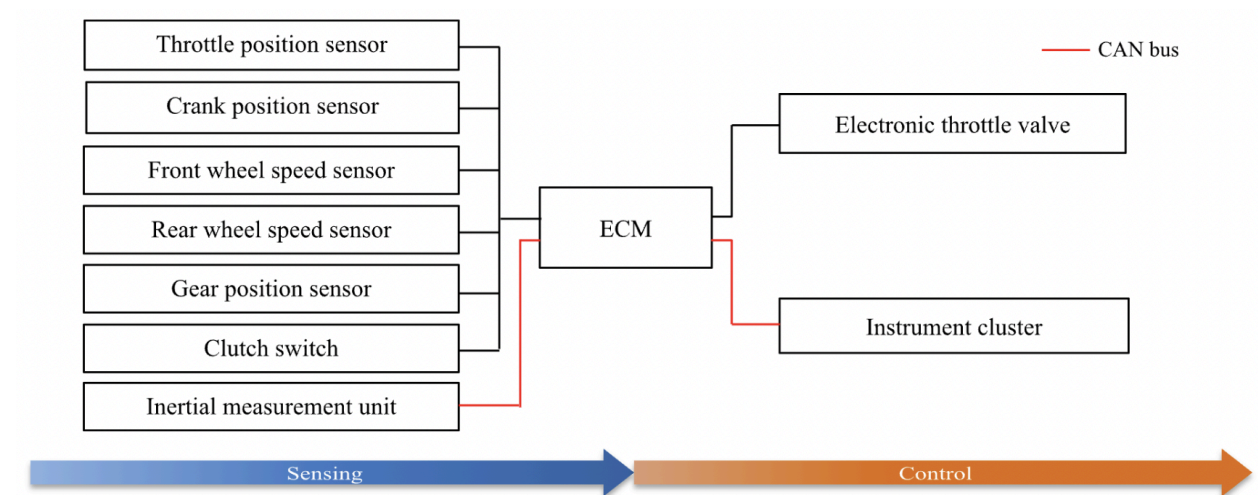 Throttle position sensor
Crank position sensor
Front wheel speed sensor
Rear wheel speed sensor
Gear position sensor
Clutch switch
Inertial measurement unit
ECM
CAN bus
Electronic throttle valve
Instrument cluster
Sensing
Control